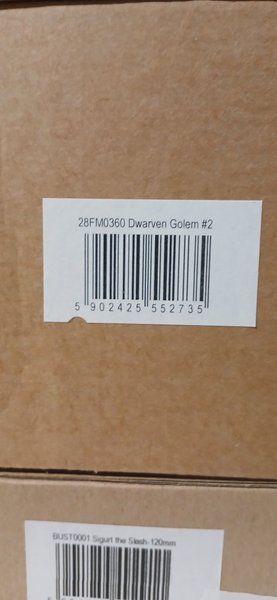 28FM0360 Dwarven Golem #2
5 902425 552735
BUST0001 Sigurt the Slash-120mm